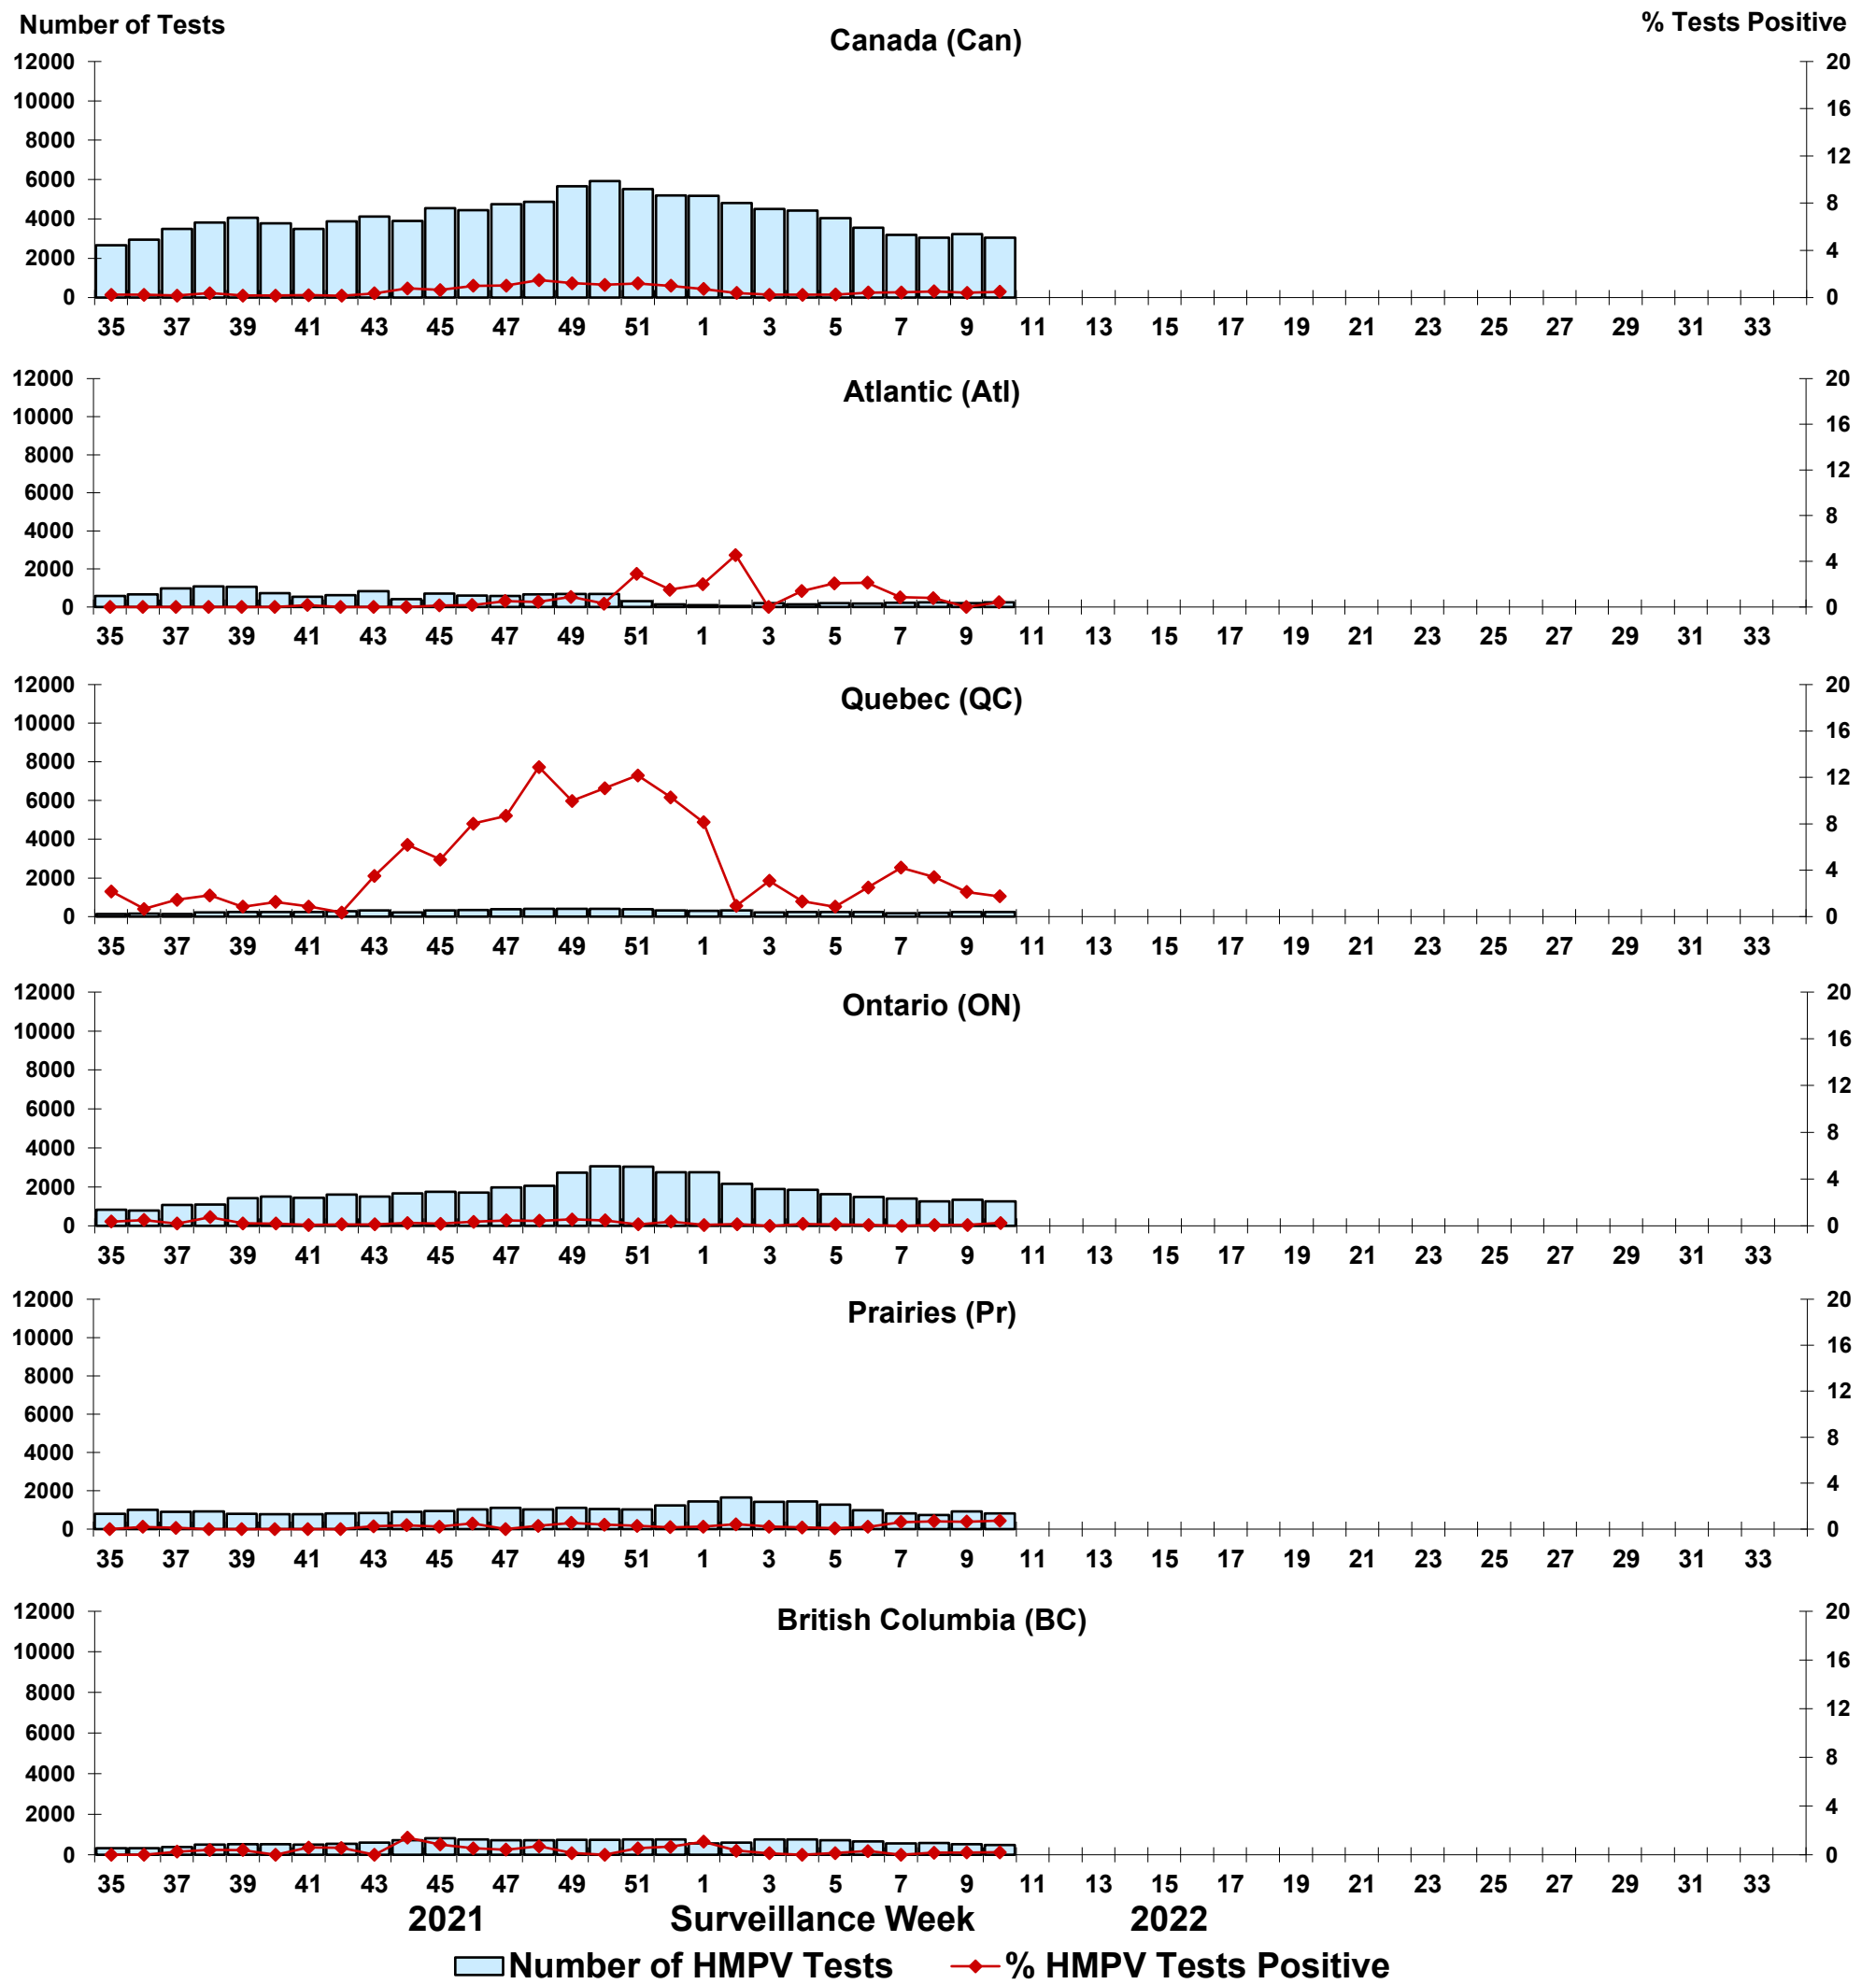 Number of Tests
% Tests Positive
Canada (Can)
12000 20
10000 16
8000 12
6000 8
4000 4
2000 0
0
35 37 39 41 43 45 47 49 51 1 3 5 7 9 11 13 15 17 19 21 23 25 27 29 31 33
Atlantic (Atl)
12000 20
10000 16
8000 12
6000 8
4000 4
2000 0
0
35 37 39 41 43 45 47 49 51 1 3 5 7 9 11 13 15 17 19 21 23 25 27 29 31 33
Quebec (QC)
12000 20
10000 16
8000 12
6000 8
4000 4
2000 0
0
35 37 39 41 43 45 47 49 51 1 3 5 7 9 11 13 15 17 19 21 23 25 27 29 31 33
Ontario (ON)
12000 20
10000 16
8000 12
6000 8
4000 4
2000 0
0
35 37 39 41 43 45 47 49 51 1 3 5 7 9 11 13 15 17 19 21 23 25 27 29 31 33
Prairies (Pr)
12000 20
10000 16
8000 12
6000 8
4000 4
2000 0
0
35 37 39 41 43 45 47 49 51 1 3 5 7 9 11 13 15 17 19 21 23 25 27 29 31 33
British Columbia (BC)
12000 20
10000 16
8000 12
6000 8
4000 4
2000 0
0
35 37 39 41 43 45 47 49 51 1 3 5 7 9 11 13 15 17 19 21 23 25 27 29 31 33
2021 Surveillance Week 2022
Number of HMPV Tests % HMPV Tests Positive